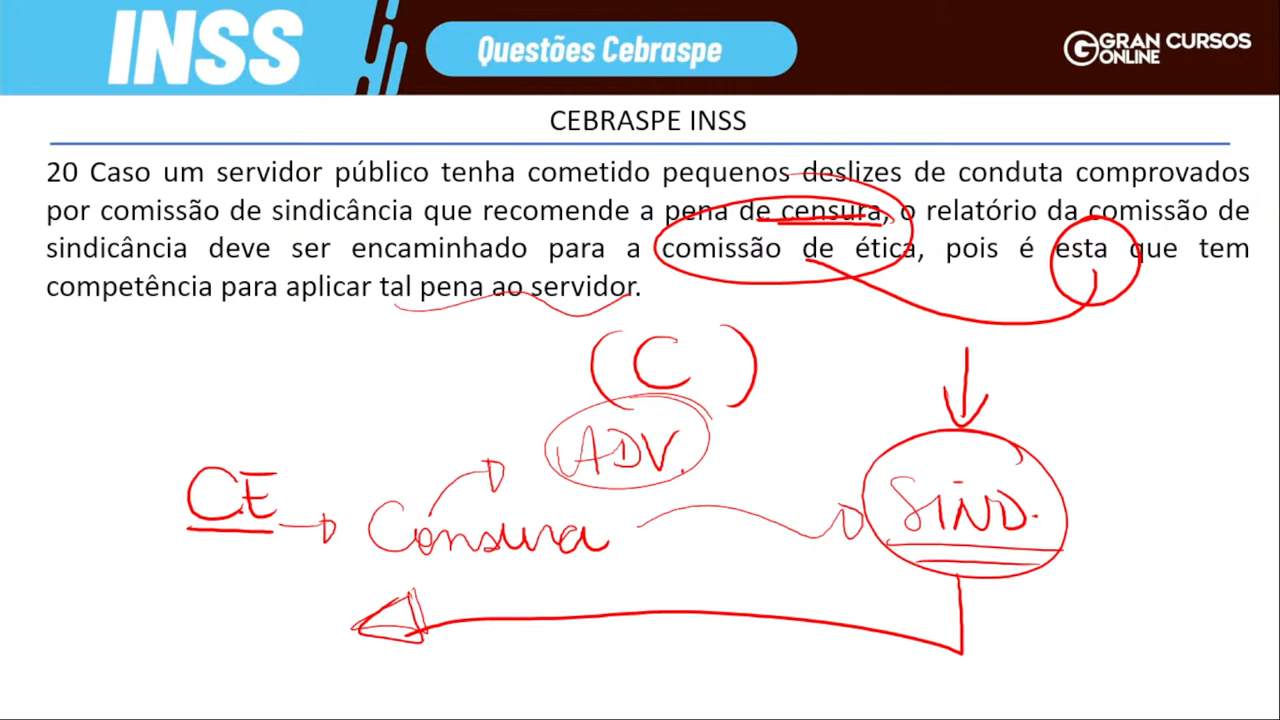 INSS
Questões Cebraspe
GRAN CURSOS
ONLINE
CEBRASPE INSS
20 Caso um servidor público tenha cometido pequenos deslizes de conduta comprovados
por comissão de sindicância que recomende a pena de censura, o relatório da comissão de
sindicância deve ser encaminhado para a comissão de ética, pois é esta que tem
competência para aplicar tal pena ao servidor.
( C )
ADV.
CE
Censura
SIND.